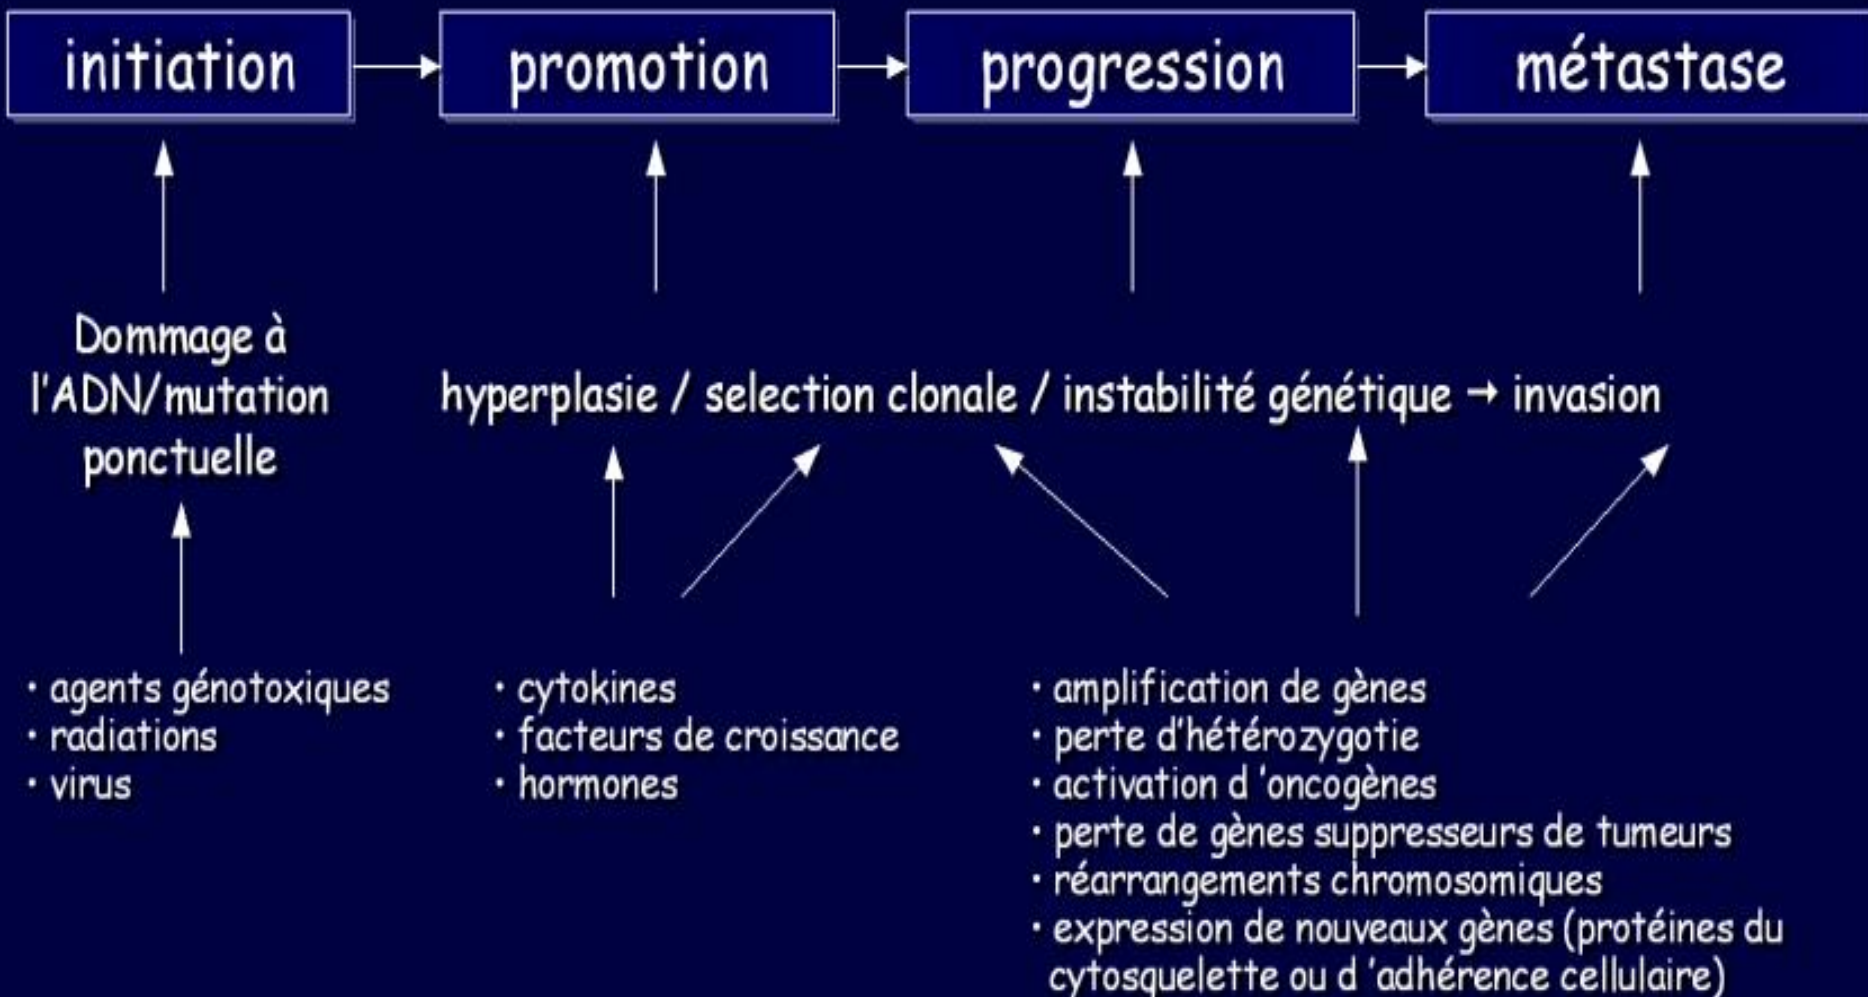 initiation
promotion
progression
métastase
Dommage à
l'ADN/mutation
ponctuelle
hyperplasie / selection clonale / instabilité génétique → invasion
• agents génotoxiques
• radiations
• virus
• cytokines
• facteurs de croissance
• hormones
• amplification de gènes
• perte d'hétérozygotie
• activation d 'oncogènes
• perte de gènes suppresseurs de tumeurs
• réarrangements chromosomiques
• expression de nouveaux gènes (protéines du
cytosquelette ou d 'adhérence cellulaire)